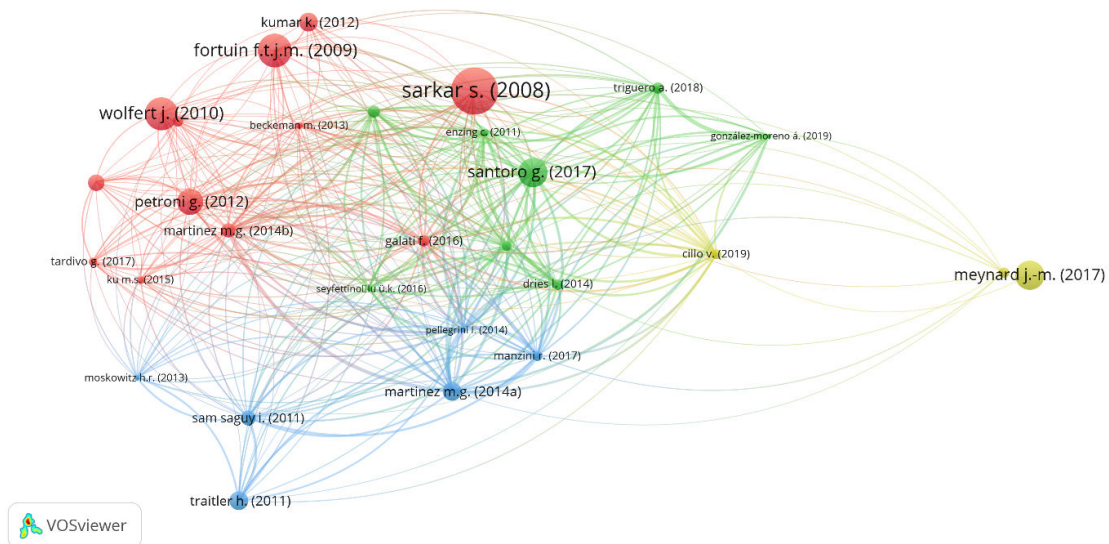 kumar k. (2012)
fortuin f.t.j.m. (2009)
sarkar s. (2008)
triguero a. (2018)
wolfert j. (2010)
beckeman m. (2013)
enzing c. (2011)
gonzález-moreno á. (2019)
santoro g. (2017)
petroni g. (2012)
martinez m.g. (2014b)
galati f. (2016)
cillo v. (2019)
tardivo g. (2017)
meynard j.-m. (2017)
ku m.s. (2015)
seyfettino▯lu ü.k. (2016)
dries l. (2014)
pellegrini l. (2014)
manzini r. (2017)
moskowitz h.r. (2013)
martinez m.g. (2014a)
sam saguy i. (2011)
traitler h. (2011)
VOSviewer